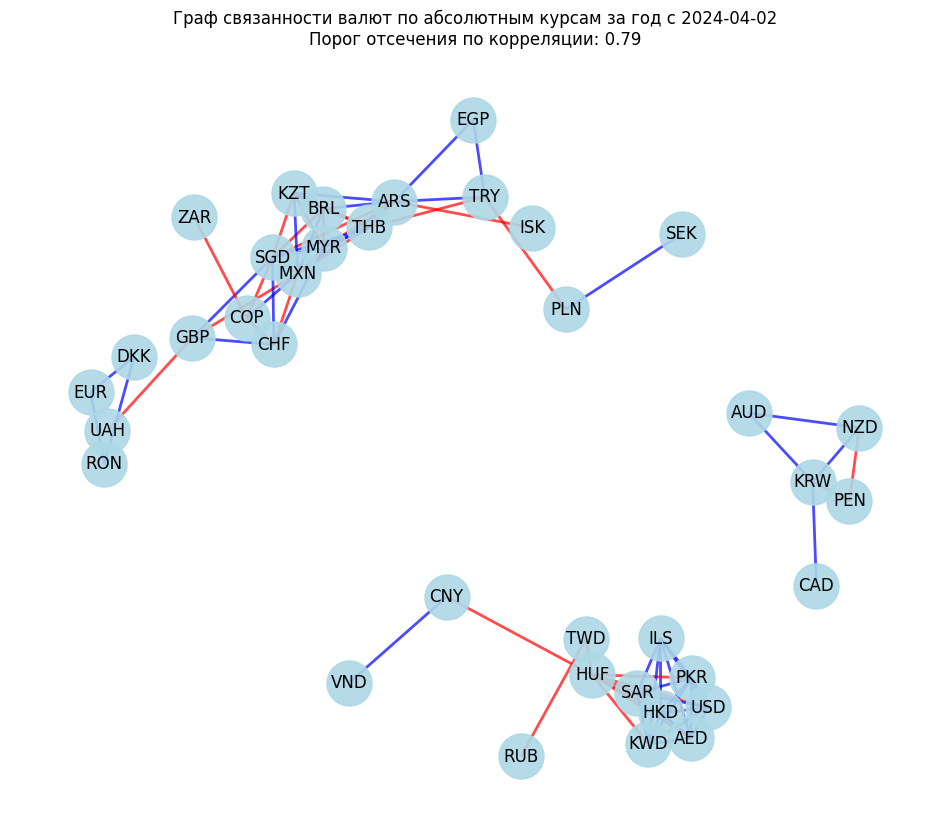 Граф связанности валют по абсолютным курсам за год с 2024-04-02
Порог отсечения по корреляции: 0.79
EGP
KZT
TRY
ARS
BRL
ZAR
THB
ISK
SEK
MYR
SGD
MXN
PLN
COP
GBP
CHF
DKK
EUR
AUD
NZD
UAH
RON
KRW
PEN
CAD
CNY
TWD
ILS
HUF
PKR
VND
SAR
USD
HKD
KWD
AED
RUB